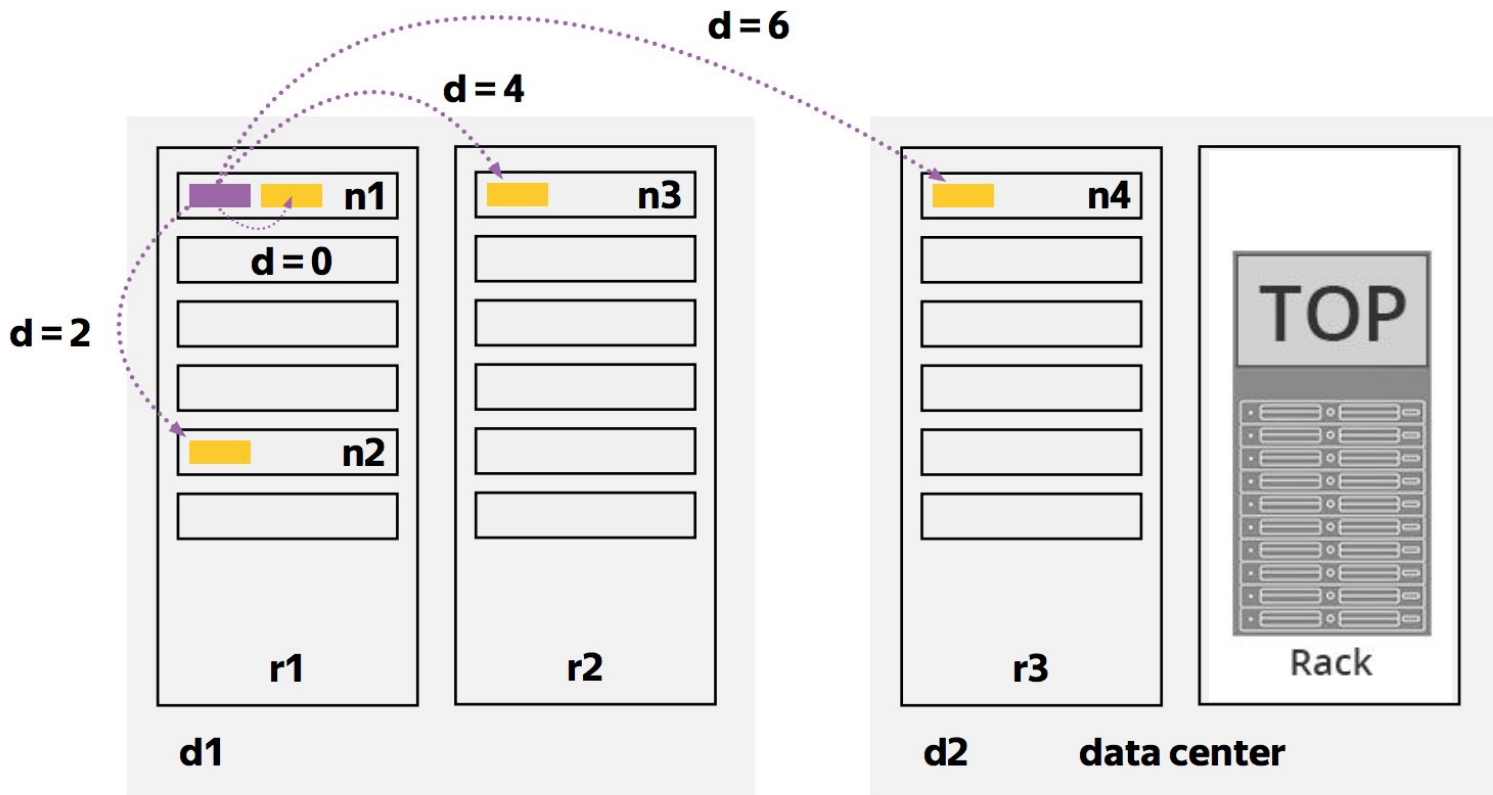 d = 6
d = 4
n1
n3
n4
d = 0
TOP
d = 2
n2
r1
r2
r3
Rack
d1
d2
data center